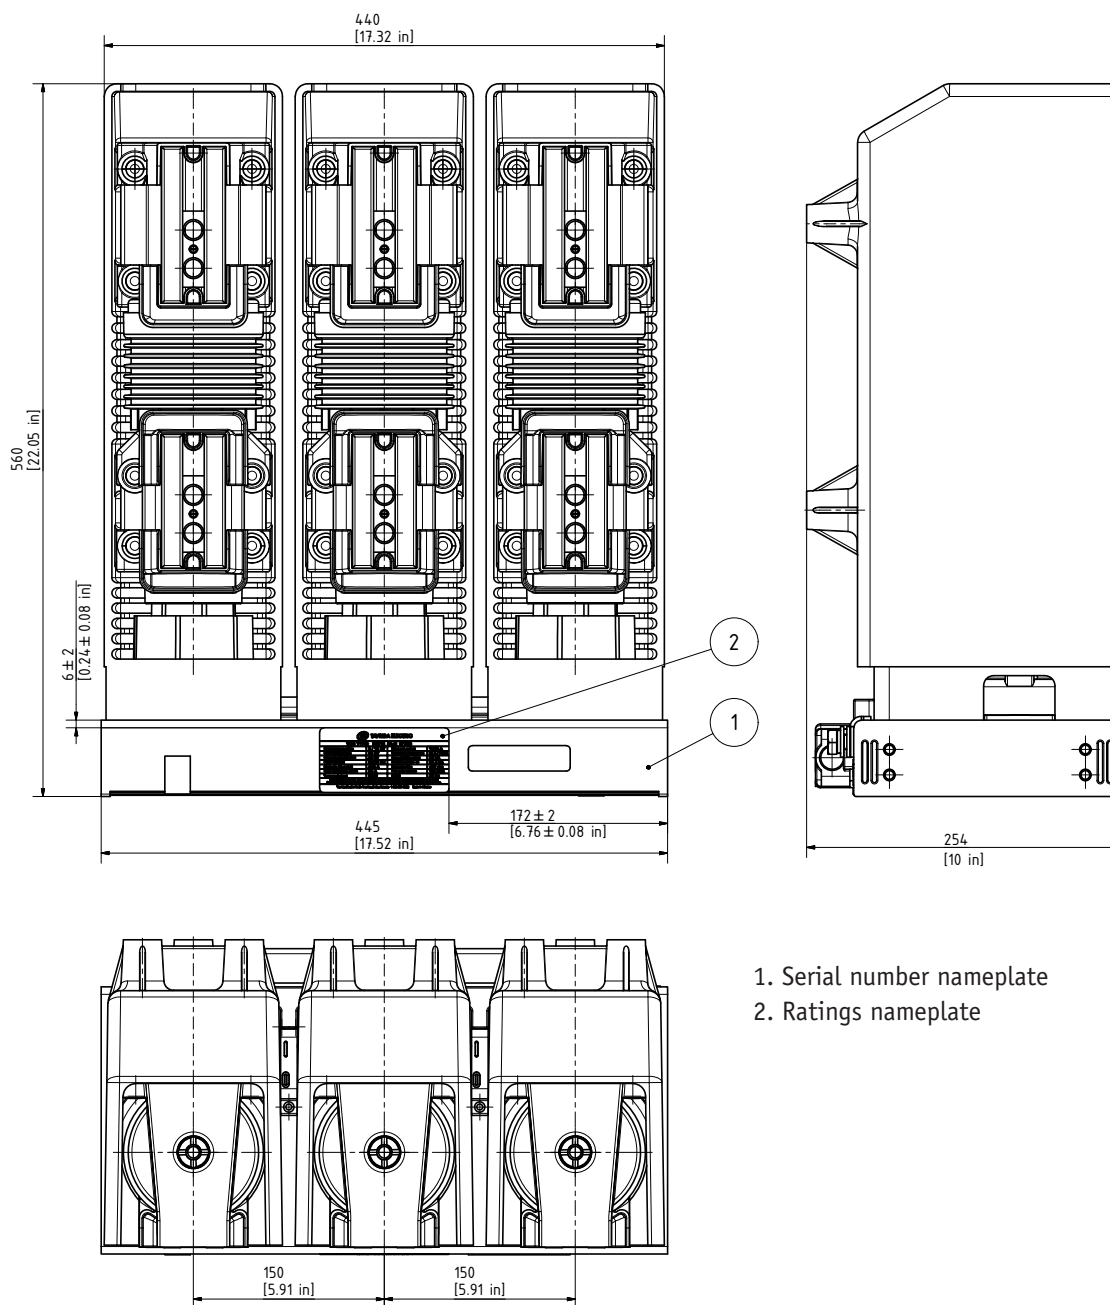 440
[17.32 in]
560
[22.05 in]
6±2
[0.24±0.08 in]
2
1
172±2
[6.76±0.08 in]
445
[17.52 in]
254
[10 in]
1. Serial number nameplate
2. Ratings nameplate
150
[5.91 in]
150
[5.91 in]